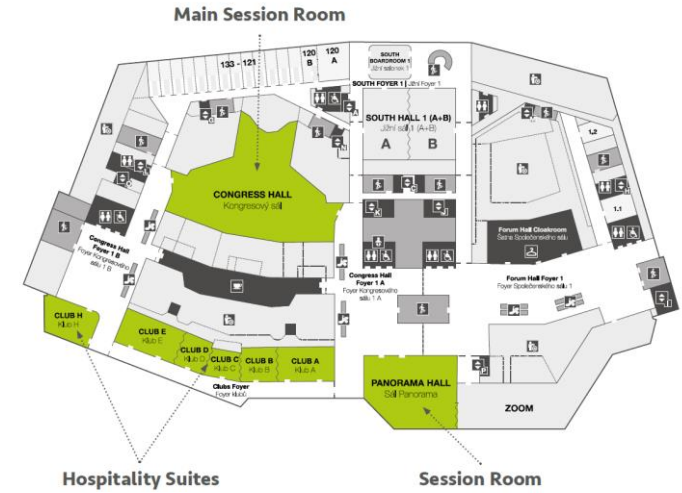 Main Session Room
133 - 121
120
B
120
A
SOUTH
BOARDROOM 1
Jižní salonek 1
SOUTH FOYER 1 | Jižní Foyer 1
SOUTH HALL 1 (A+B)
Jižní sál 1 (A+B)
A B
1.2
1.1
CONGRESS HALL
Kongresový sál
K
J
Forum Hall Cloakroom
Šatna Společenského sálu
Congress Hall
Foyer 1 B
Foyer Kongresového
sálu 1 B
Congress Hall
Foyer 1 A
Foyer Kongresového
sálu 1 A
Forum Hall Foyer 1
Foyer Společenského sálu 1
CLUB H
Klub H
CLUB E
Klub E
CLUB D
Klub D
CLUB C
Klub C
CLUB B
Klub B
CLUB A
Klub A
Clubs Foyer
Foyer klubů
PANORAMA HALL
Sál Panorama
P
ZOOM
Hospitality Suites
Session Room